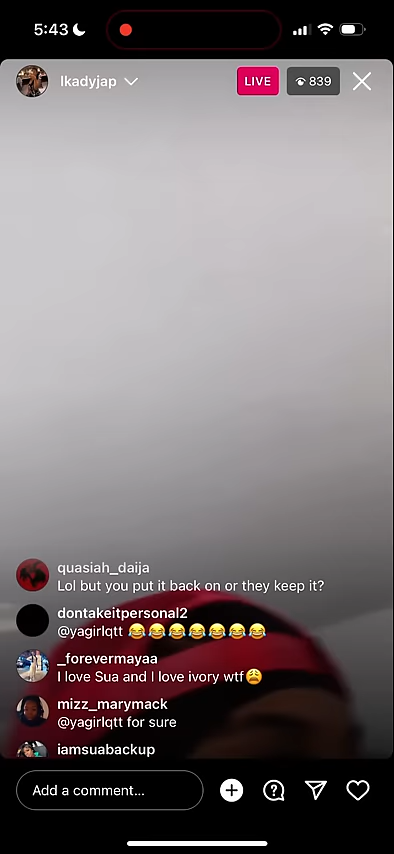 5:43
lkadyjap
LIVE
839
quasiah_daija
Lol but you put it back on or they keep it?
dontakeitpersonal2
@yagirlqtt 😂😂😂😂😂😂😂
_forevermayaa
I love Sua and I love ivory wtf😩
mizz_marymack
@yagirlqtt for sure
iamsuabackup
Add a comment...